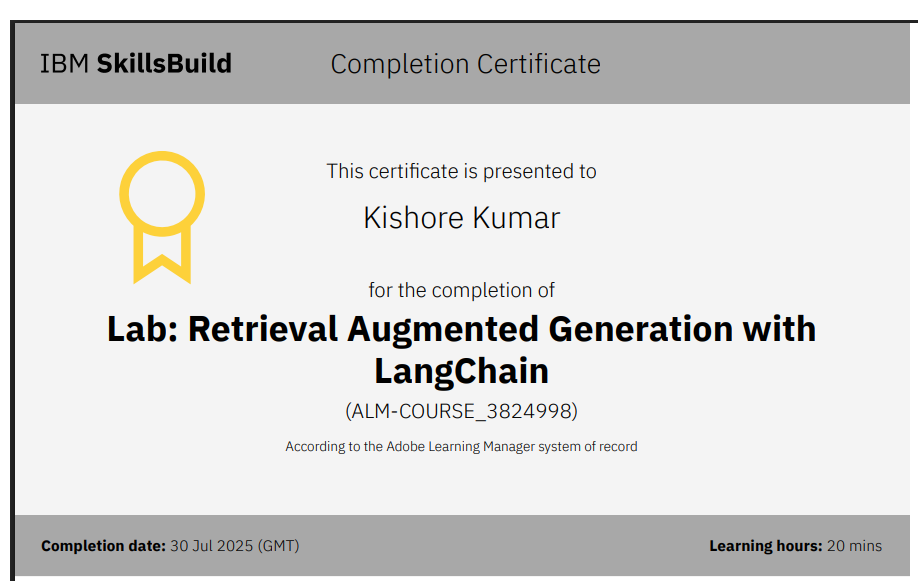 IBM SkillsBuild Completion Certificate
This certificate is presented to
Kishore Kumar
for the completion of
Lab: Retrieval Augmented Generation with
LangChain
(ALM-COURSE_3824998)
According to the Adobe Learning Manager system of record
Completion date: 30 Jul 2025 (GMT) Learning hours: 20 mins